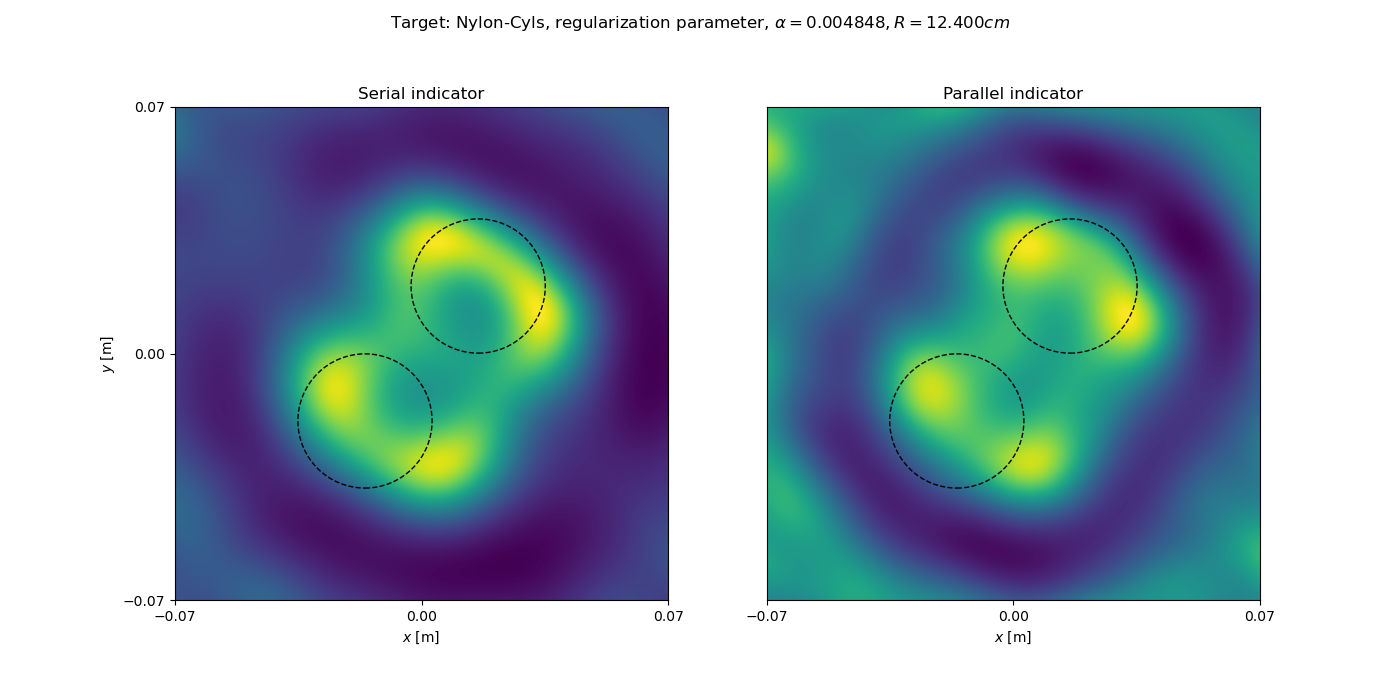 Target: Nylon-Cyls, regularization parameter, α = 0.004848, R = 12.400cm
Serial indicator
Parallel indicator
0.07
0.00
−0.07
y [m]
−0.07 0.00 0.07
x [m]
−0.07 0.00 0.07
x [m]